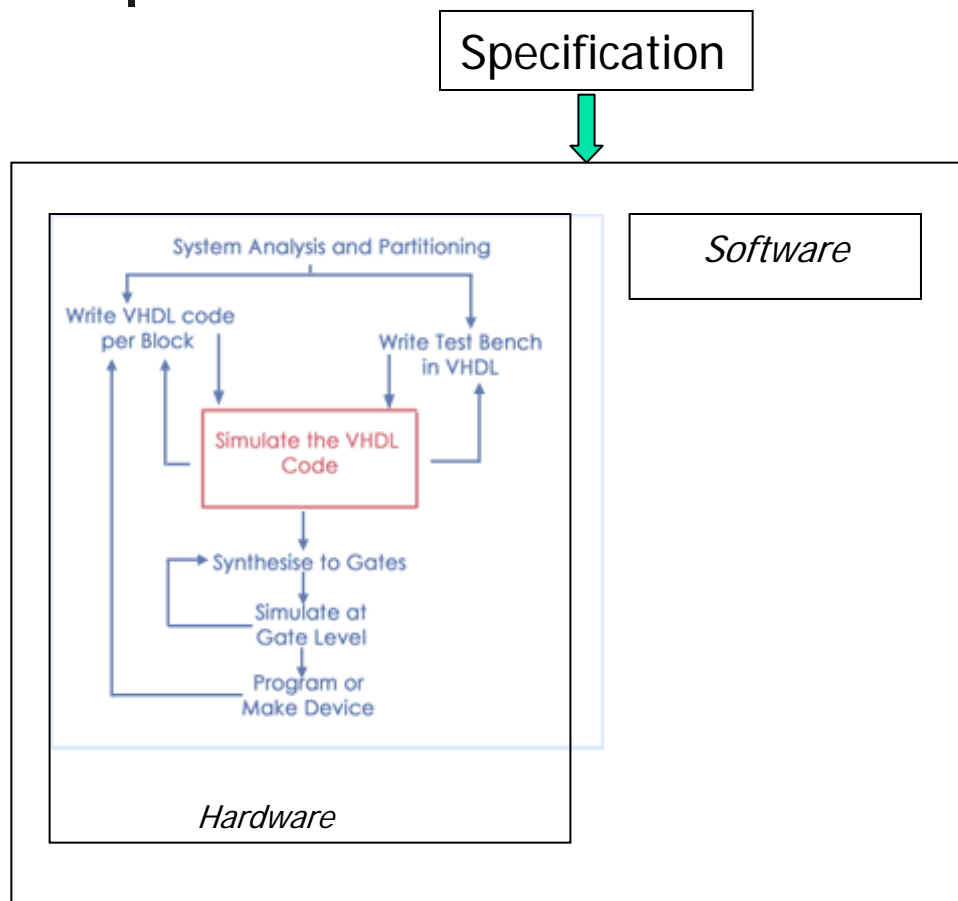 Specification
System Analysis and Partitioning
Software
Write VHDL code
per Block
Write Test Bench
in VHDL
Simulate the VHDL
Code
Synthesise to Gates
Simulate at
Gate Level
Program or
Make Device
Hardware